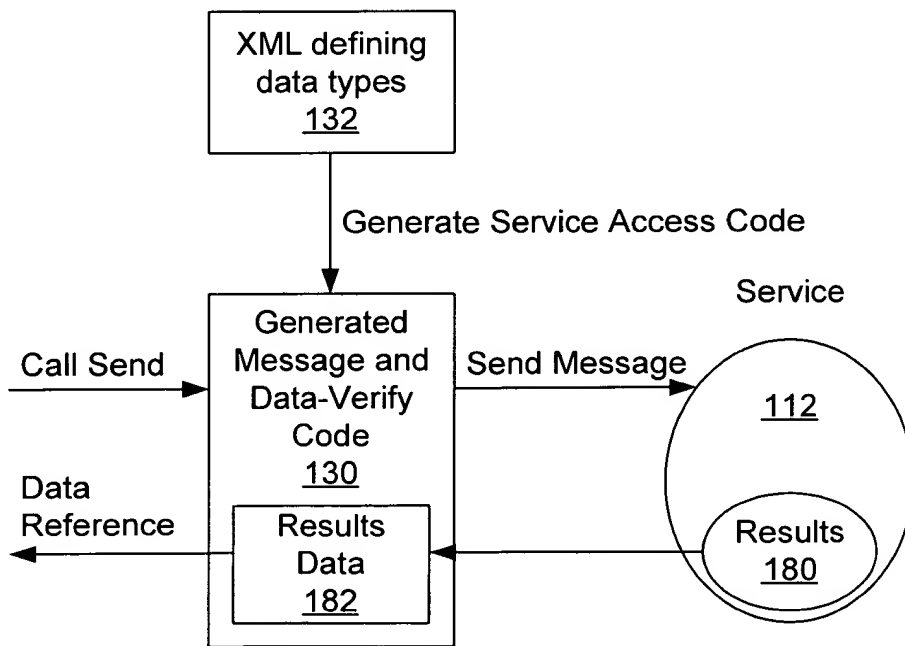 XML defining
data types
132
Generate Service Access Code
Service
Generated
Message and
Data-Verify
Code
130
Call Send
Send Message
112
Data
Reference
Results
Data
182
Results
180